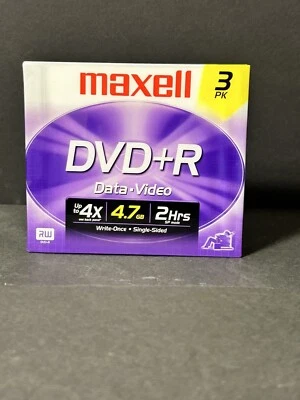 maxell
3
PK
DVD+R
Data • Video
Up to 4X
4.7GB
2Hrs
Write-Once • Single-Sided
RW